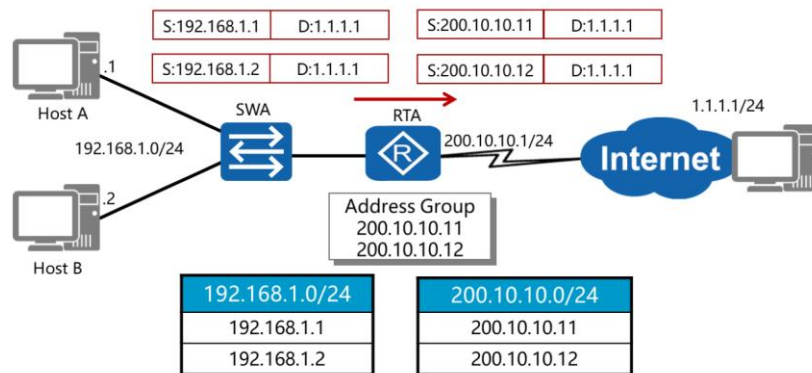 S:192.168.1.1 D:1.1.1.1 S:200.10.10.11 D:1.1.1.1
S:192.168.1.2 D:1.1.1.1 S:200.10.10.12 D:1.1.1.1
.1
Host A
SWA
RTA
1.1.1.1/24
192.168.1.0/24
200.10.10.1/24
R
Internet
.2
Host B
Address Group
200.10.10.11
200.10.10.12
192.168.1.0/24 200.10.10.0/24
192.168.1.1 200.10.10.11
192.168.1.2 200.10.10.12